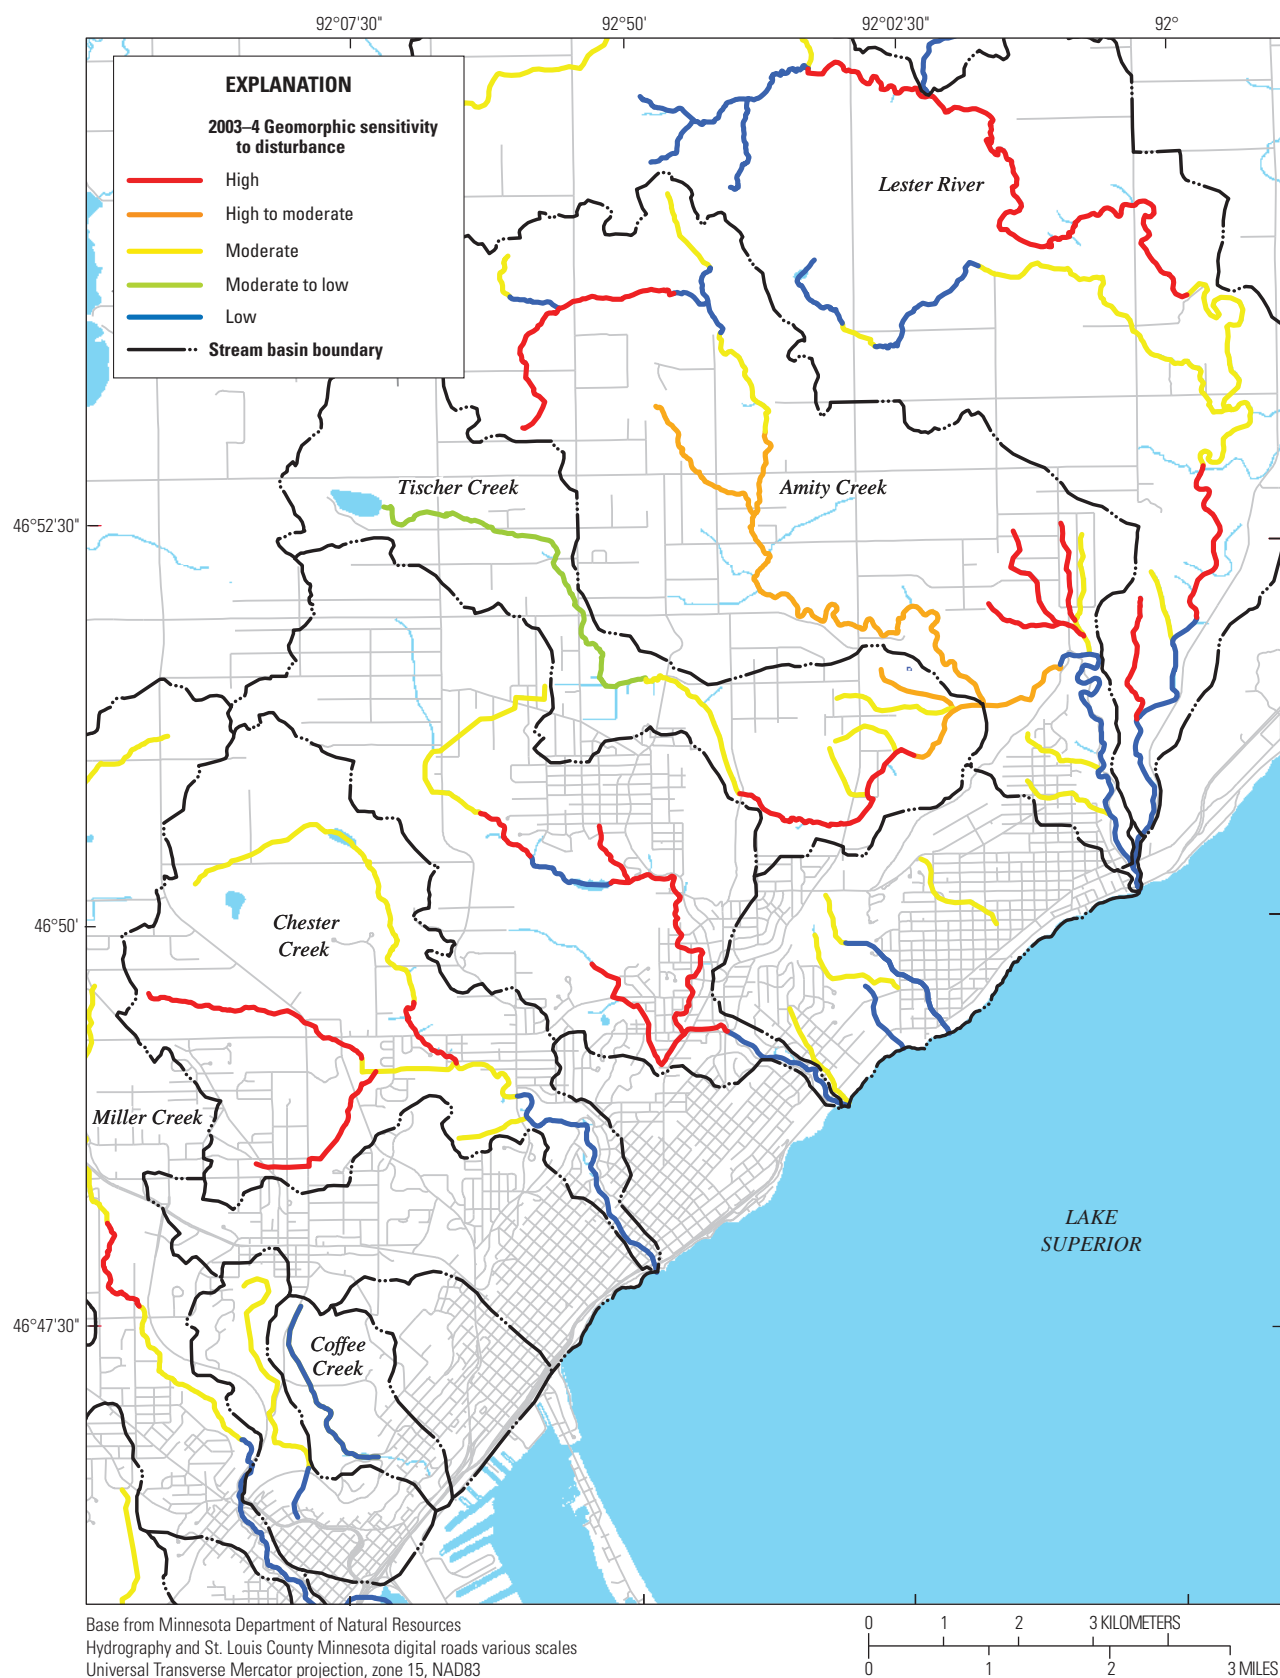 92°07'30"
92°50'
92°02'30"
92°
EXPLANATION
2003–4 Geomorphic sensitivity
to disturbance
High
High to moderate
Moderate
Moderate to low
Low
Stream basin boundary
Lester River
Tischer Creek
Amity Creek
46°52'30"
46°50'
Chester
Creek
Miller Creek
LAKE
SUPERIOR
46°47'30"
Coffee
Creek
Base from Minnesota Department of Natural Resources
Hydrography and St. Louis County Minnesota digital roads various scales
Universal Transverse Mercator projection, zone 15, NAD83
0 1 2 3 KILOMETERS
0 1 2 3 MILES